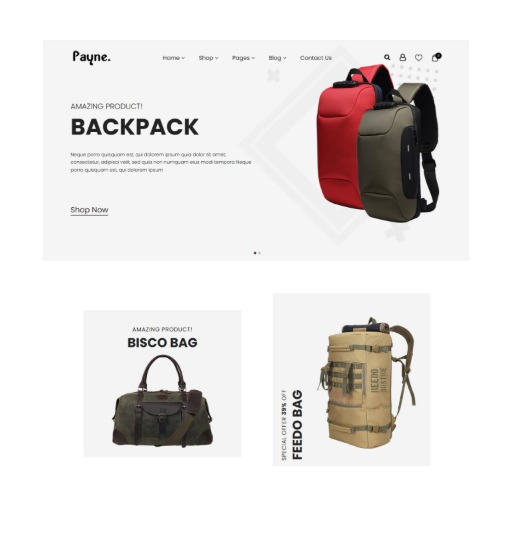 Payne.
Home Shop Pages Blog Contact Us
AMAZING PRODUCT!
BACKPACK
Neque porro quisquam est, qui dolorem ipsum quia dolor sit amet,
consectetur, adipisci velit, sed quia non numquam eius modi tempora Neque
porro quisquam est, qui dolorem ipsum
Shop Now
AMAZING PRODUCT!
BISCO BAG
SPECIAL OFFER 39% OFF
FEEDO BAG